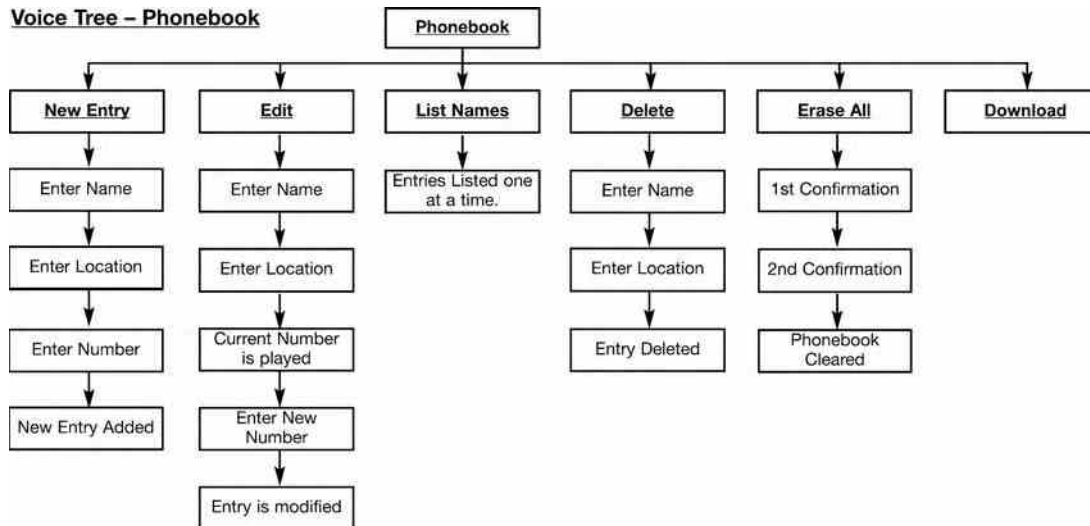 Voice Tree – Phonebook
Phonebook
New Entry
Enter Name
Enter Location
Enter Number
New Entry Added
Edit
Enter Name
Enter Location
Current Number
is played
Enter New
Number
Entry is modified
List Names
Entries Listed one
at a time.
Delete
Enter Name
Enter Location
Entry Deleted
Erase All
1st Confirmation
2nd Confirmation
Phonebook
Cleared
Download